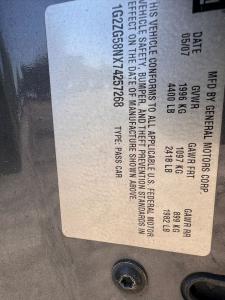 MFD BY GENERAL MOTORS CORP.
DATE GVWR GAWR FRT GAWR RR
05/07 1996 KG 1097 KG 899 KG
4400 LB 2418 LB 1982 LB
THIS VEHICLE CONFORMS TO ALL APPLICABLE U.S. FEDERAL MOTOR
VEHICLE SAFETY, BUMPER, AND THEFT PREVENTION STANDARDS IN
EFFECT ON THE DATE OF MANUFACTURE SHOWN ABOVE.
1G2ZG58NX74257268 TYPE: PASS CAR